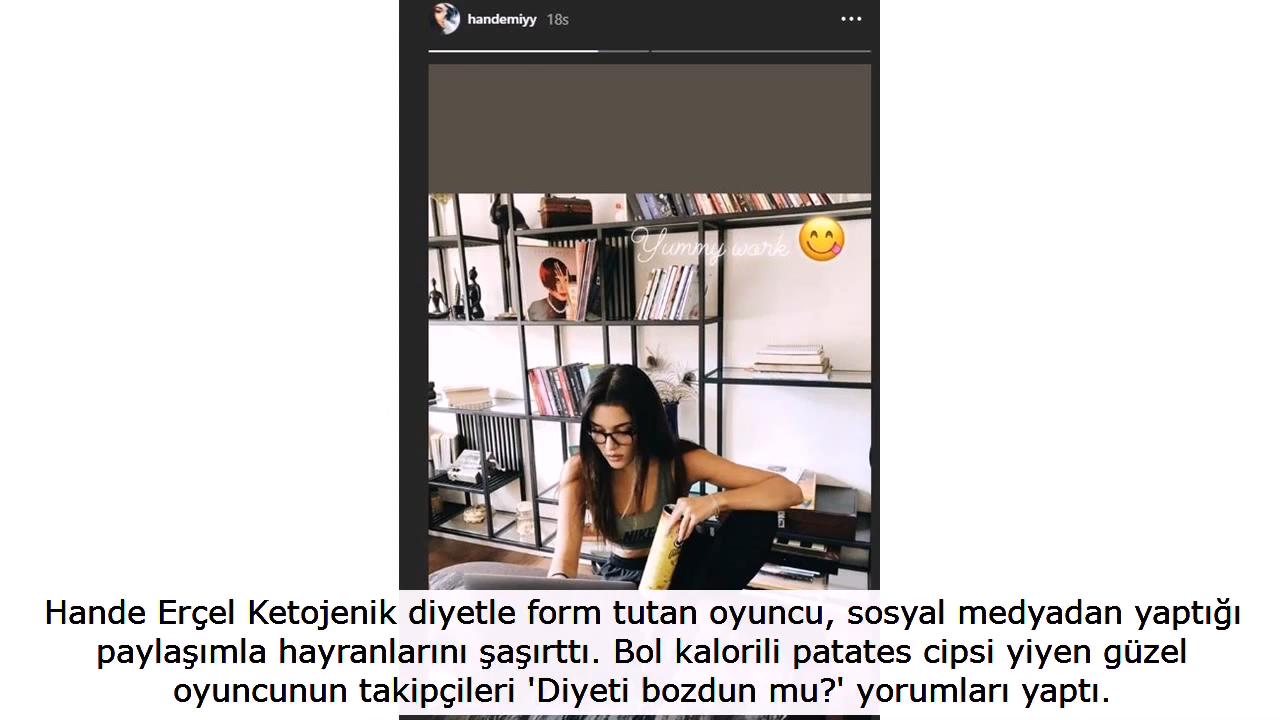 handemiyy 18s
Yummy work
NIKE
Hande Erçel Ketojenik diyetle form tutan oyuncu, sosyal medyadan yaptığı
paylaşımla hayranlarını şaşırttı. Bol kalorili patates cipsi yiyen güzel
oyuncunun takipçileri 'Diyeti bozdun mu?' yorumları yaptı.